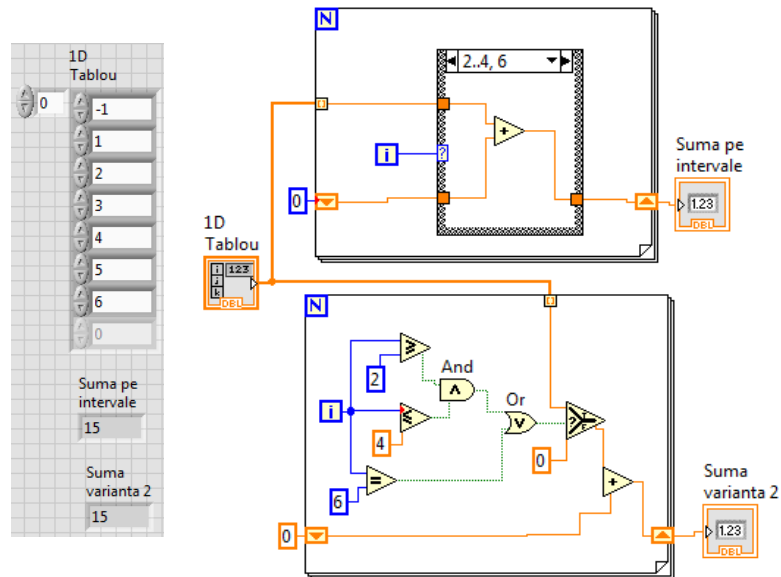 1D
Tablou
0
-1
1
2
3
4
5
6
0
Suma pe
intervale
15
Suma
varianta 2
15
N
2..4, 6
+
i
?
0
Suma pe
intervale
1.23
DBL
1D
Tablou
i
j
k
123
DBL
N
≥
2
And
∧
Or
∨
i
≤
4
=
6
?
T
F
0
+
0
Suma
varianta 2
1.23
DBL